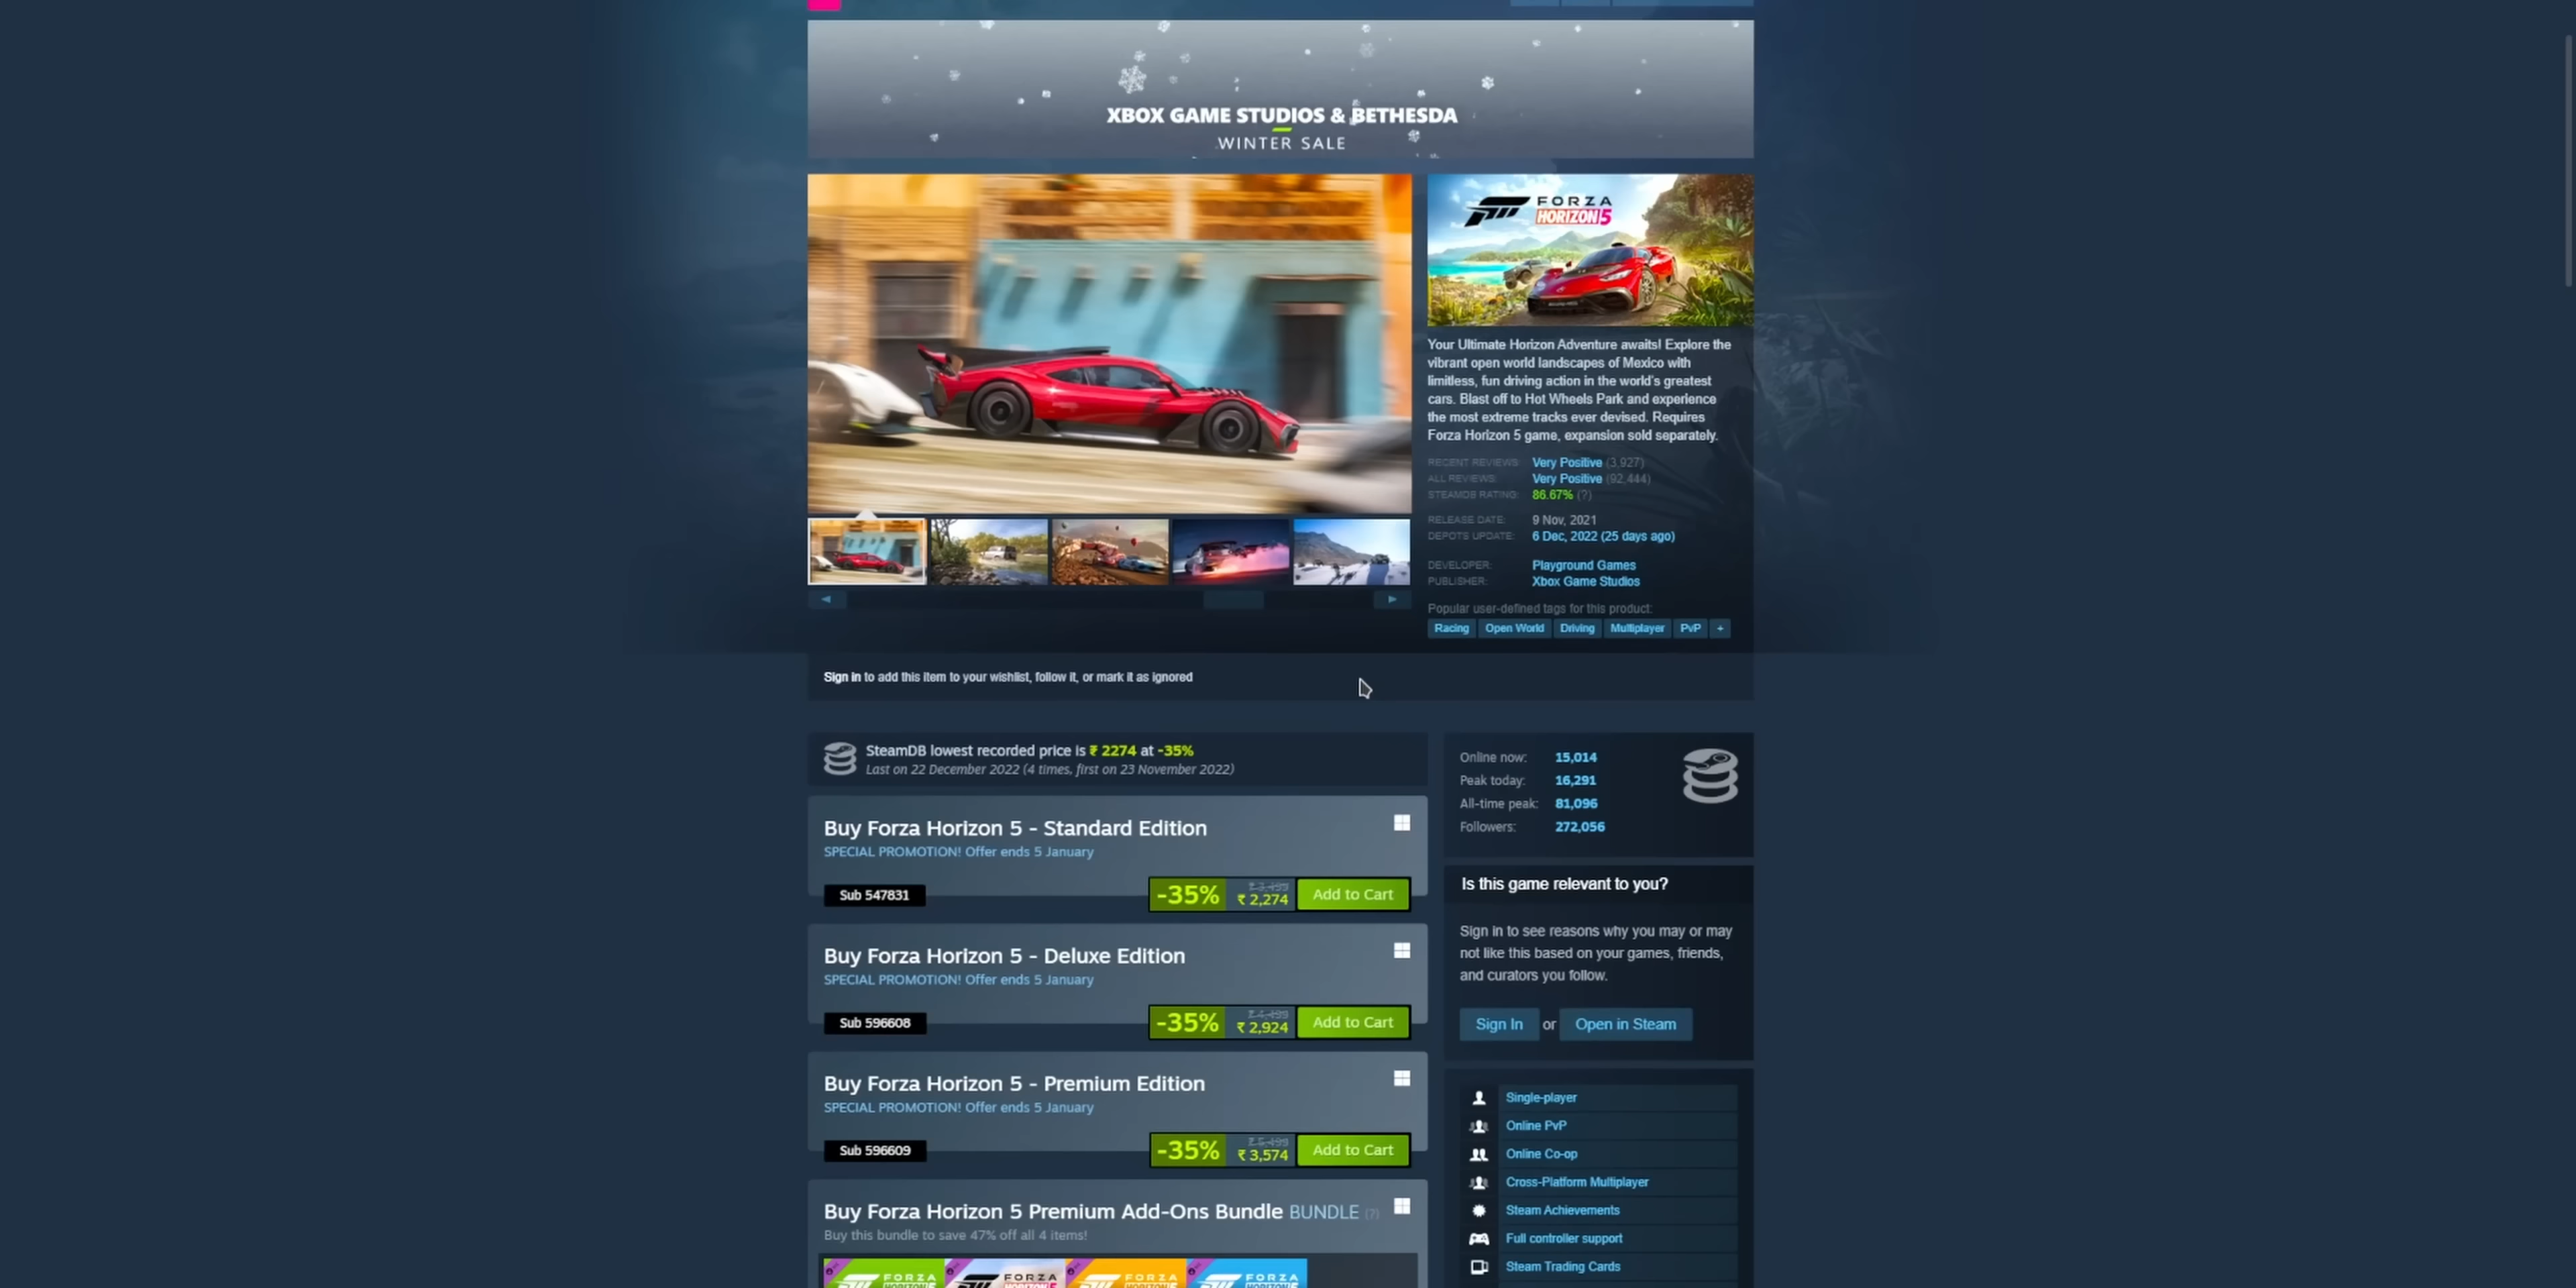 XBOX GAME STUDIOS & BETHESDA
WINTER SALE
FORZA
HORIZON 5
Your Ultimate Horizon Adventure awaits! Explore the
vibrant open world landscapes of Mexico with
limitless, fun driving action in the world's greatest
cars. Blast off to Hot Wheels Park and experience
the most extreme tracks ever devised. Requires
Forza Horizon 5 game, expansion sold separately.
RECENT REVIEWS: Very Positive (3,927)
ALL REVIEWS: Very Positive (92,444)
STEAMDB RATING: 86.67% (?)
RELEASE DATE: 9 Nov, 2021
DEPOTS UPDATE: 6 Dec, 2022 (25 days ago)
DEVELOPER: Playground Games
PUBLISHER: Xbox Game Studios
Popular user-defined tags for this product:
Racing Open World Driving Multiplayer PvP +
Sign in to add this item to your wishlist, follow it, or mark it as ignored
SteamDB lowest recorded price is ₹ 2274 at -35%
Last on 22 December 2022 (4 times, first on 23 November 2022)
Buy Forza Horizon 5 - Standard Edition
SPECIAL PROMOTION! Offer ends 5 January
Sub 547831
-35% ₹ 3,499 ₹ 2,274 Add to Cart
Buy Forza Horizon 5 - Deluxe Edition
SPECIAL PROMOTION! Offer ends 5 January
Sub 596608
-35% ₹ 4,499 ₹ 2,924 Add to Cart
Buy Forza Horizon 5 - Premium Edition
SPECIAL PROMOTION! Offer ends 5 January
Sub 596609
-35% ₹ 5,499 ₹ 3,574 Add to Cart
Buy Forza Horizon 5 Premium Add-Ons Bundle BUNDLE (?)
Buy this bundle to save 47% off all 4 items!
FORZA FORZA FORZA FORZA
Online now: 15,014
Peak today: 16,291
All-time peak: 81,096
Followers: 272,056
Is this game relevant to you?
Sign in to see reasons why you may or may
not like this based on your games, friends,
and curators you follow.
Sign In or Open in Steam
Single-player
Online PvP
Online Co-op
Cross-Platform Multiplayer
Steam Achievements
Full controller support
Steam Trading Cards